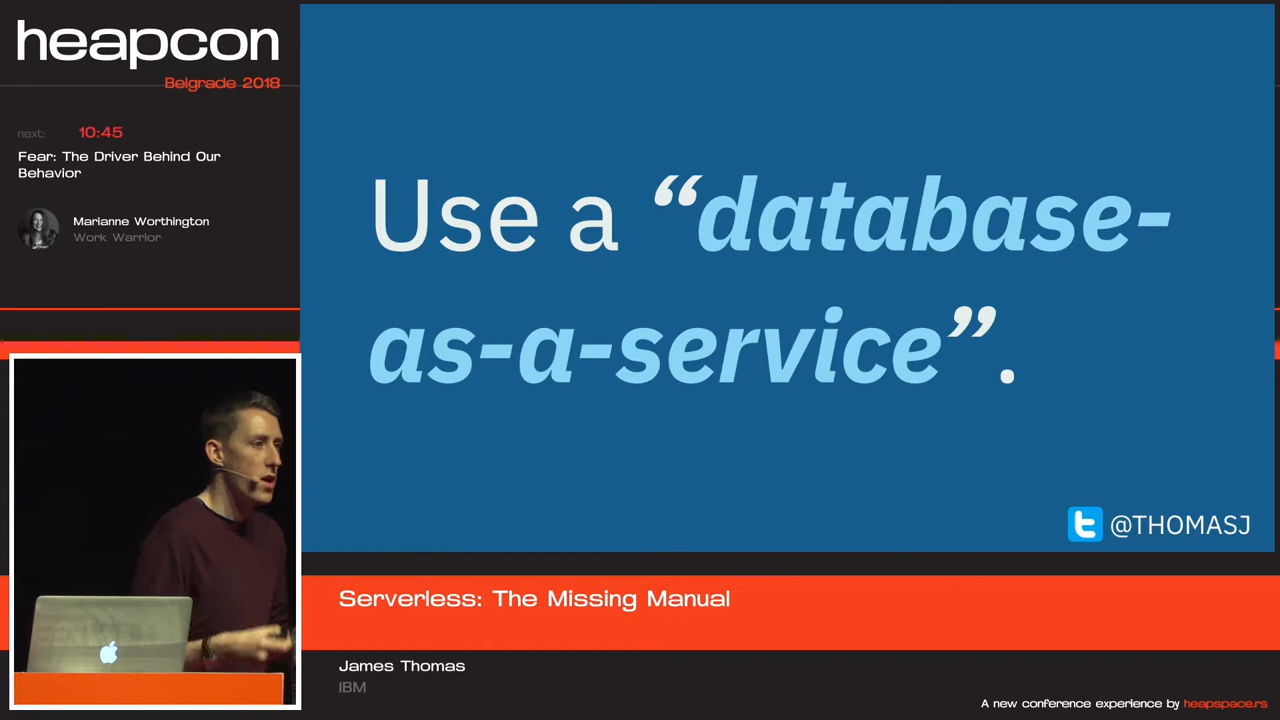 heapcon
Belgrade 2018
next: 10:45
Fear: The Driver Behind Our
Behavior
Marianne Worthington
Work Warrior
Use a “database-
as-a-service”.
@THOMASJ
Serverless: The Missing Manual
James Thomas
IBM
A new conference experience by heapspace.rs